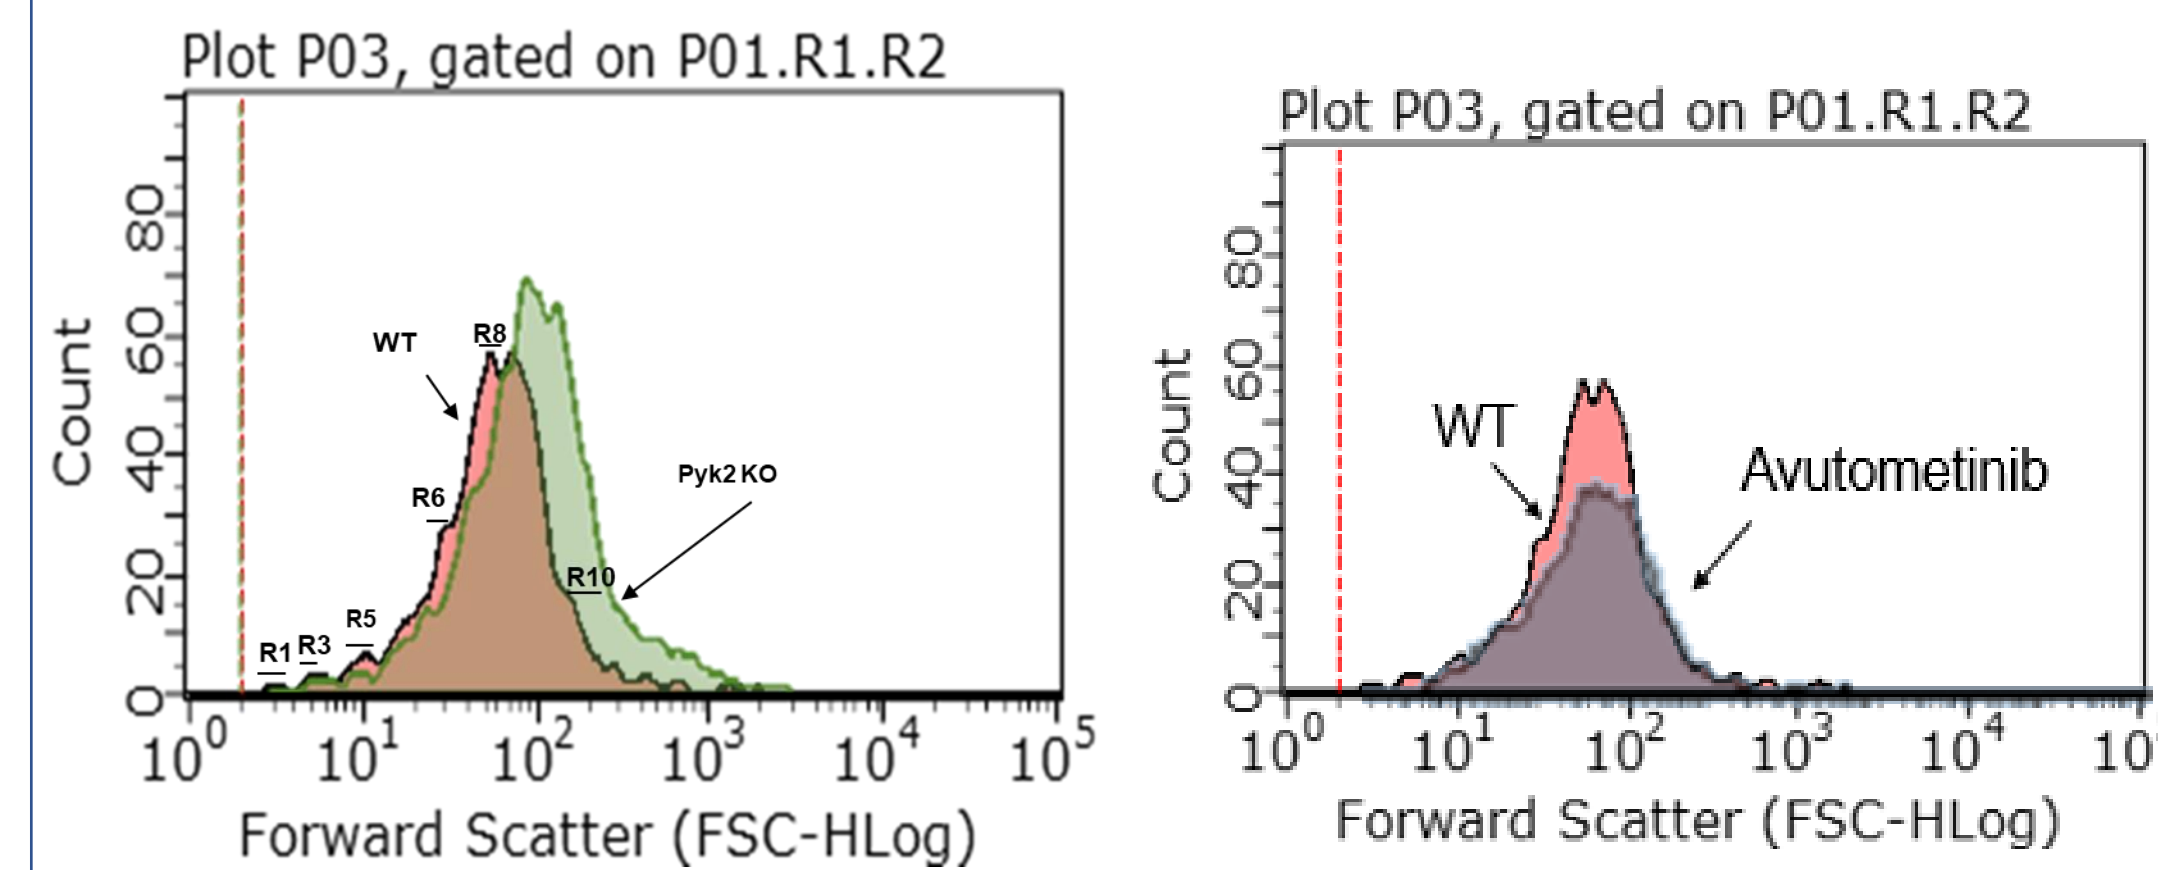 Plot P03, gated on P01.R1.R2
Count
80
60
40
20
0
WT
R8
R6
Pyk2 KO
R10
R5
R3
R1
10^0 10^1 10^2 10^3 10^4 10^5
Forward Scatter (FSC-HLog)
Plot P03, gated on P01.R1.R2
Count
80
60
40
20
0
WT
Avutometinib
10^0 10^1 10^2 10^3 10^4 10
Forward Scatter (FSC-HLog)